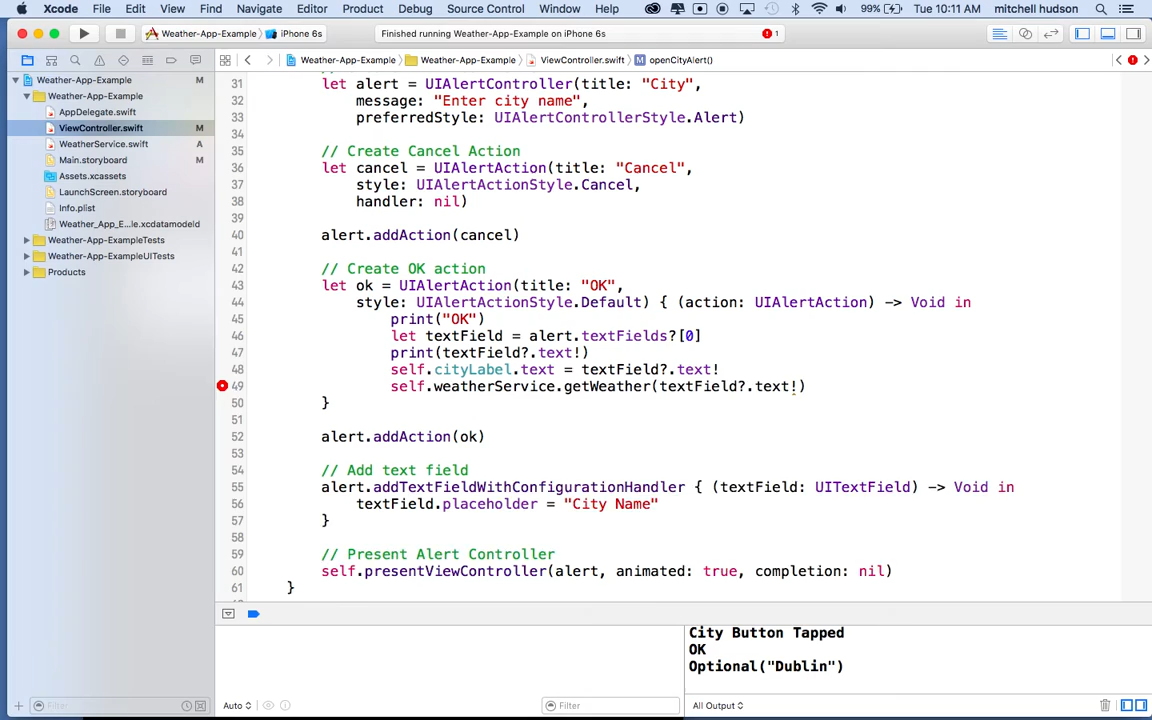 Xcode File Edit View Find Navigate Editor Product Debug Source Control Window Help 99% Tue 10:11 AM mitchell hudson
Weather-App-Example iPhone 6s Finished running Weather-App-Example on iPhone 6s 1
Weather-App-Example Weather-App-Example ViewController.swift M openCityAlert()
Weather-App-Example M
Weather-App-Example
AppDelegate.swift
ViewController.swift M
WeatherService.swift A
Main.storyboard M
Assets.xcassets
LaunchScreen.storyboard
Info.plist
Weather_App_E...le.xcdatamodeld
Weather-App-ExampleTests
Weather-App-ExampleUITests
Products
31 let alert = UIAlertController(title: "City",
32 message: "Enter city name",
33 preferredStyle: UIAlertControllerStyle.Alert)
34
35 // Create Cancel Action
36 let cancel = UIAlertAction(title: "Cancel",
37 style: UIAlertActionStyle.Cancel,
38 handler: nil)
39
40 alert.addAction(cancel)
41
42 // Create OK action
43 let ok = UIAlertAction(title: "OK",
44 style: UIAlertActionStyle.Default) { (action: UIAlertAction) -> Void in
45 print("OK")
46 let textField = alert.textFields?[0]
47 print(textField?.text!)
48 self.cityLabel.text = textField?.text!
49 self.weatherService.getWeather(textField?.text!)
50 }
51
52 alert.addAction(ok)
53
54 // Add text field
55 alert.addTextFieldWithConfigurationHandler { (textField: UITextField) -> Void in
56 textField.placeholder = "City Name"
57 }
58
59 // Present Alert Controller
60 self.presentViewController(alert, animated: true, completion: nil)
61 }
City Button Tapped
OK
Optional("Dublin")
Filter Auto Filter All Output